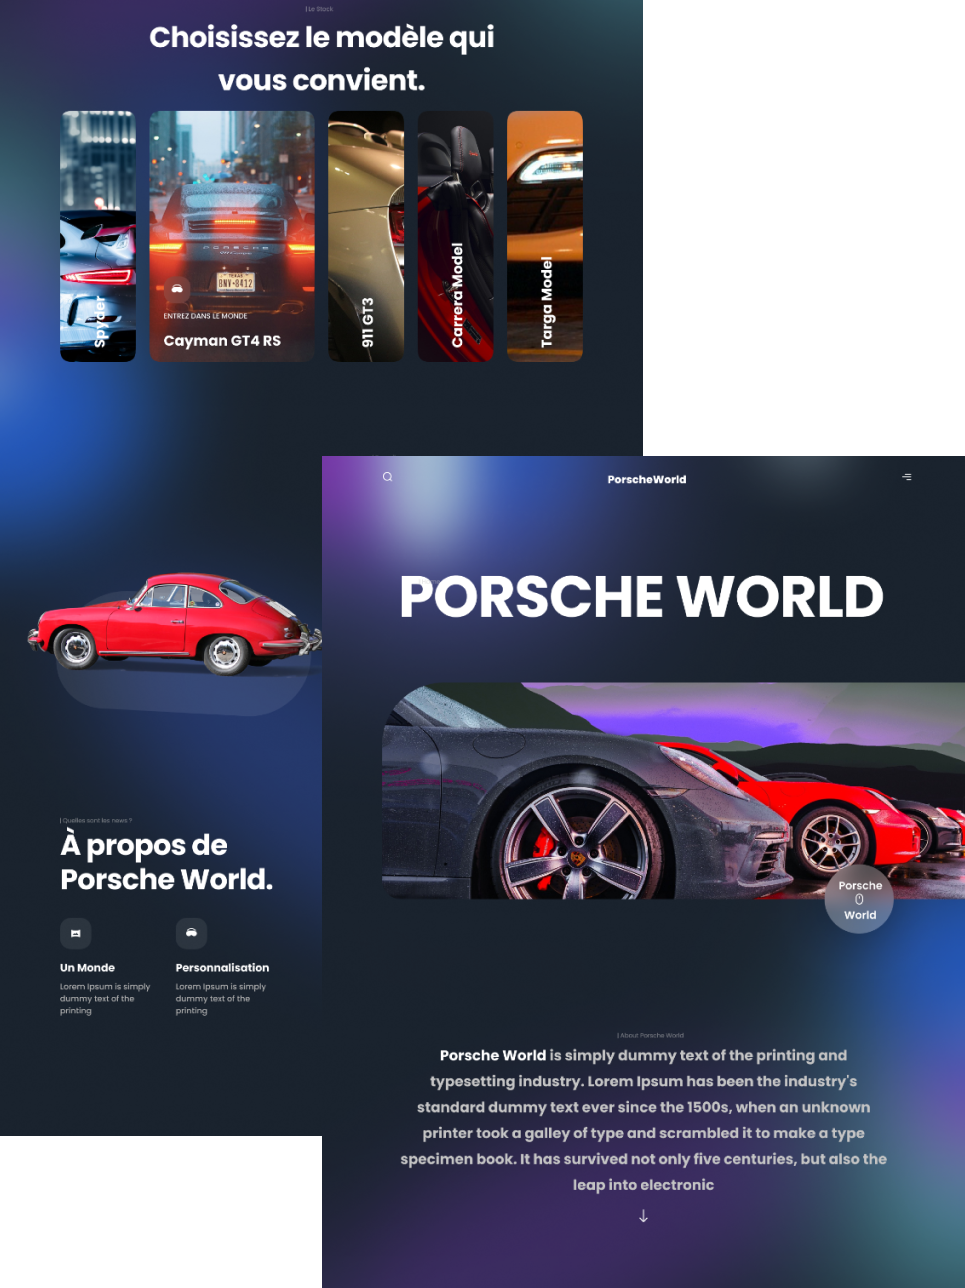 | Le Stock
Choisissez le modèle qui
vous convient.
Spyder
PORSCHE
TEXAS
8NV·8412
ENTREZ DANS LE MONDE
Cayman GT4 RS
911 GT3
Carrera Model
Targa Model
| Quelles sont les news ?
À propos de
Porsche World.
Un Monde
Lorem Ipsum is simply
dummy text of the
printing
Personnalisation
Lorem Ipsum is simply
dummy text of the
printing
PorscheWorld
PORSCHE WORLD
Porsche
World
| About Porsche World
Porsche World is simply dummy text of the printing and
typesetting industry. Lorem Ipsum has been the industry's
standard dummy text ever since the 1500s, when an unknown
printer took a galley of type and scrambled it to make a type
specimen book. It has survived not only five centuries, but also the
leap into electronic